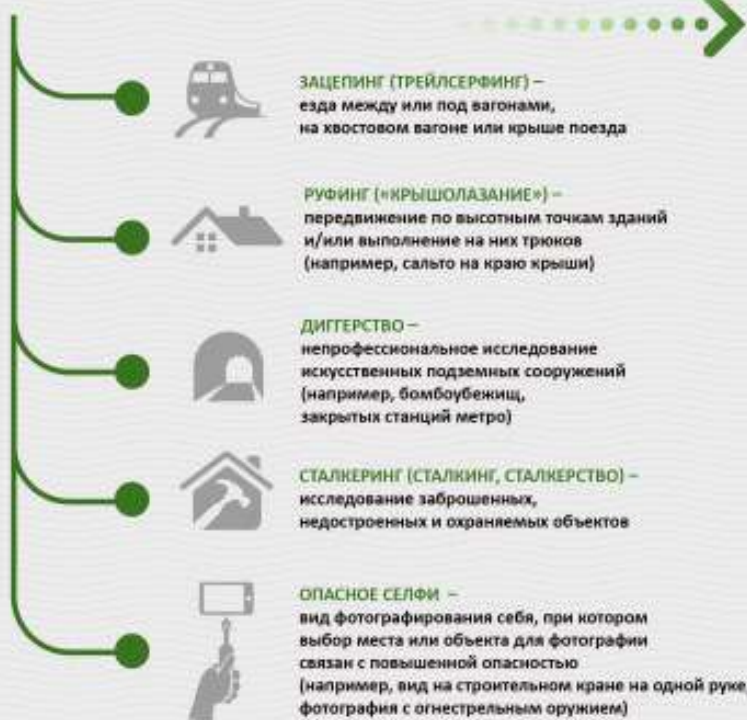 ЗАЦЕПИНГ (ТРЕЙЛСЕРФИНГ) –
езда между или под вагонами,
на хвостовом вагоне или крыше поезда
РУФИНГ («КРЫШОЛАЗАНИЕ») –
передвижение по высотным точкам зданий
и/или выполнение на них трюков
(например, сальто на краю крыши)
ДИГГЕРСТВО –
непрофессиональное исследование
искусственных подземных сооружений
(например, бомбоубежищ,
закрытых станций метро)
СТАЛКЕРИНГ (СТАЛКИНГ, СТАЛКЕРСТВО) –
исследование заброшенных,
недостроенных и охраняемых объектов
ОПАСНОЕ СЕЛФИ –
вид фотографирования себя, при котором
выбор места или объекта для фотографии
связан с повышенной опасностью
(например, вид на строительном кране на одной руке,
фотография с огнестрельным оружием)